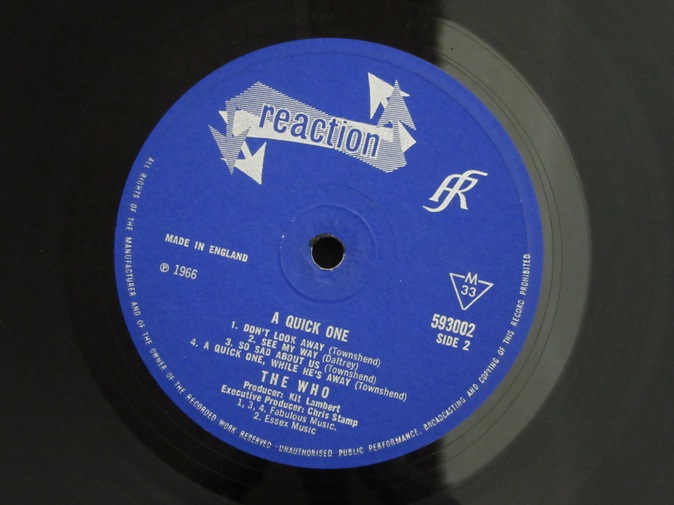 reaction
MADE IN ENGLAND
℗ 1966
M
33
593002
SIDE 2
A QUICK ONE
1. DON'T LOOK AWAY (Townshend)
2. SEE MY WAY (Daltrey)
3. SO SAD ABOUT US (Townshend)
4. A QUICK ONE, WHILE HE'S AWAY (Townshend)
THE WHO
Producer: Kit Lambert
Executive Producer: Chris Stamp
1, 3, 4. Fabulous Music.
2. Essex Music
ALL RIGHTS OF THE MANUFACTURER AND OF THE OWNER OF THE RECORDED WORK RESERVED · UNAUTHORISED PUBLIC PERFORMANCE, BROADCASTING AND COPYING OF THIS RECORD PROHIBITED.